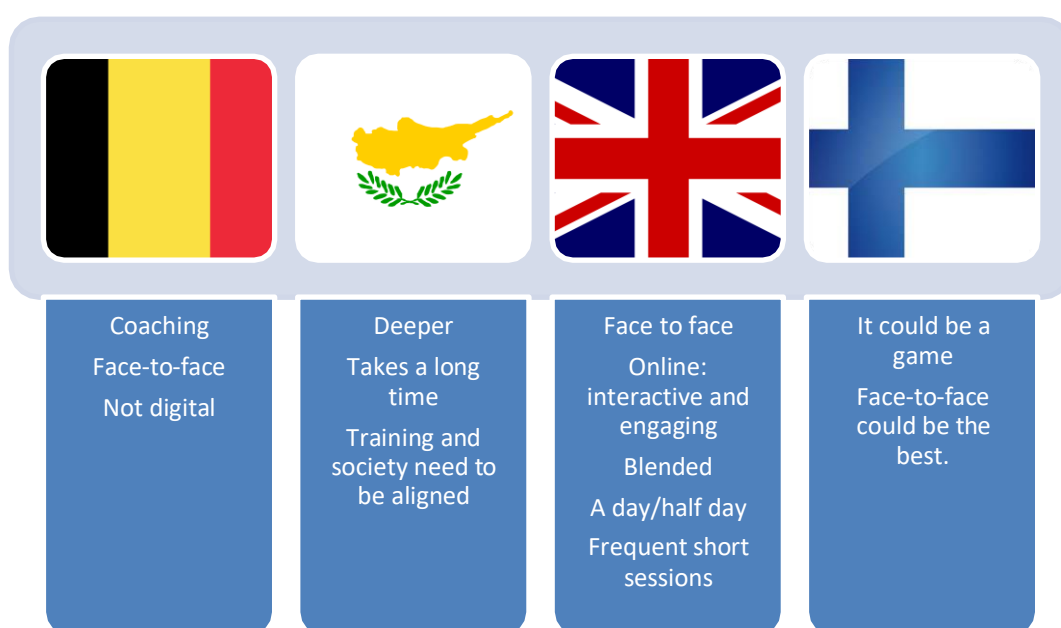 Coaching
Face-to-face
Not digital
Deeper
Takes a long
time
Training and
society need to
be aligned
Face to face
Online:
interactive and
engaging
Blended
A day/half day
Frequent short
sessions
It could be a
game
Face-to-face
could be the
best.